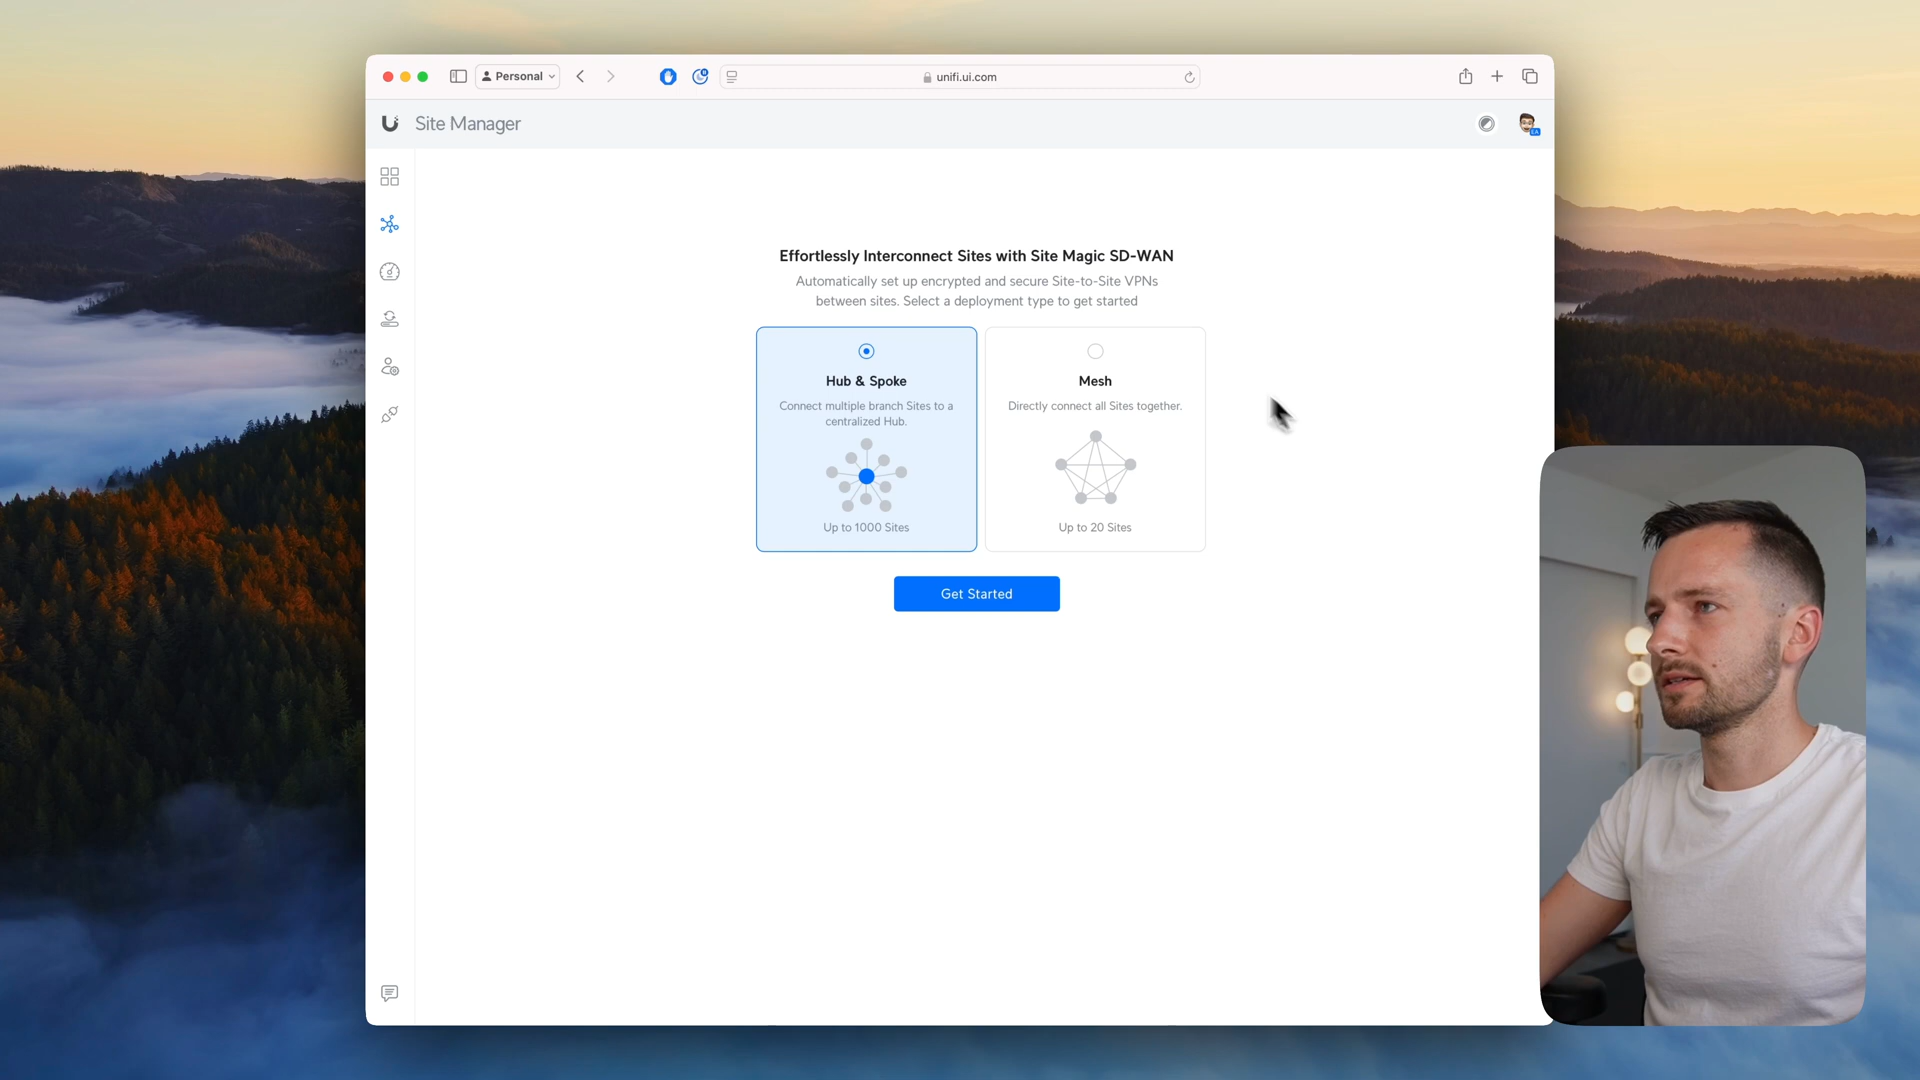 Personal
unifi.ui.com
Site Manager
EA
Effortlessly Interconnect Sites with Site Magic SD-WAN
Automatically set up encrypted and secure Site-to-Site VPNs
between sites. Select a deployment type to get started
Hub & Spoke
Connect multiple branch Sites to a
centralized Hub.
Up to 1000 Sites
Mesh
Directly connect all Sites together.
Up to 20 Sites
Get Started